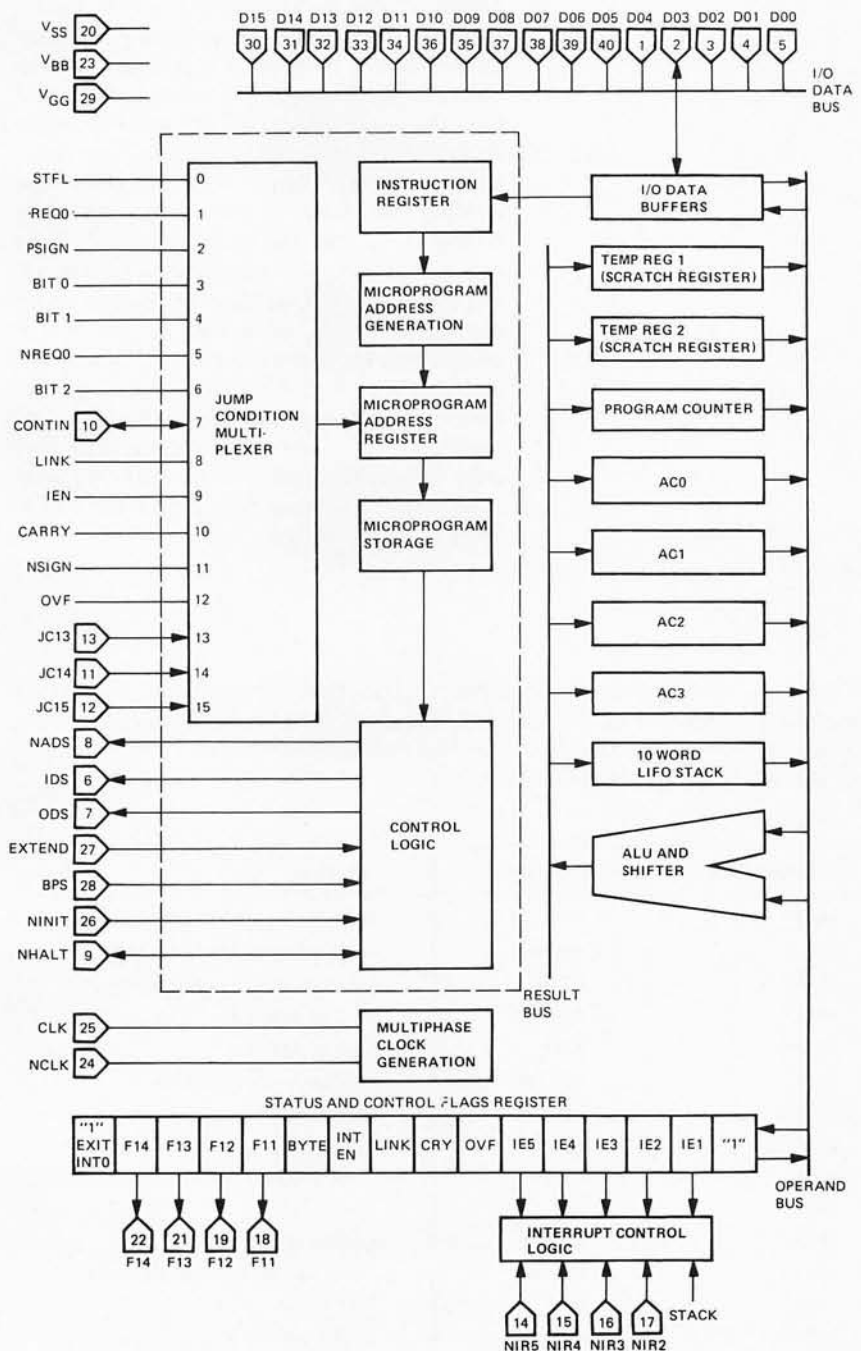 VSS 20
VBB 23
VGG 29
D15 D14 D13 D12 D11 D10 D09 D08 D07 D06 D05 D04 D03 D02 D01 D00
30 31 32 33 34 36 35 37 38 39 40 1 2 3 4 5
I/O
DATA
BUS
STFL 0
REQ0 1
PSIGN 2
BIT 0 3
BIT 1 4
NREQ0 5
BIT 2 6
CONTIN 10 7
LINK 8
IEN 9
CARRY 10
NSIGN 11
OVF 12
JC13 13 13
JC14 11 14
JC15 12 15
JUMP
CONDITION
MULTI-
PLEXER
NADS 8
IDS 6
ODS 7
EXTEND 27
BPS 28
NINIT 26
NHALT 9
INSTRUCTION
REGISTER
MICROPROGRAM
ADDRESS
GENERATION
MICROPROGRAM
ADDRESS
REGISTER
MICROPROGRAM
STORAGE
CONTROL
LOGIC
I/O DATA
BUFFERS
TEMP REG 1
(SCRATCH REGISTER)
TEMP REG 2
(SCRATCH REGISTER)
PROGRAM COUNTER
AC0
AC1
AC2
AC3
10 WORD
LIFO STACK
ALU AND
SHIFTER
RESULT
BUS
CLK 25
NCLK 24
MULTIPHASE
CLOCK
GENERATION
STATUS AND CONTROL FLAGS REGISTER
"1"
EXIT
INT0
F14 F13 F12 F11 BYTE
INT
EN
LINK CRY OVF IE5 IE4 IE3 IE2 IE1 "1"
OPERAND
BUS
22 21 19 18
F14 F13 F12 F11
INTERRUPT CONTROL
LOGIC
14 15 16 17 STACK
NIR5 NIR4 NIR3 NIR2